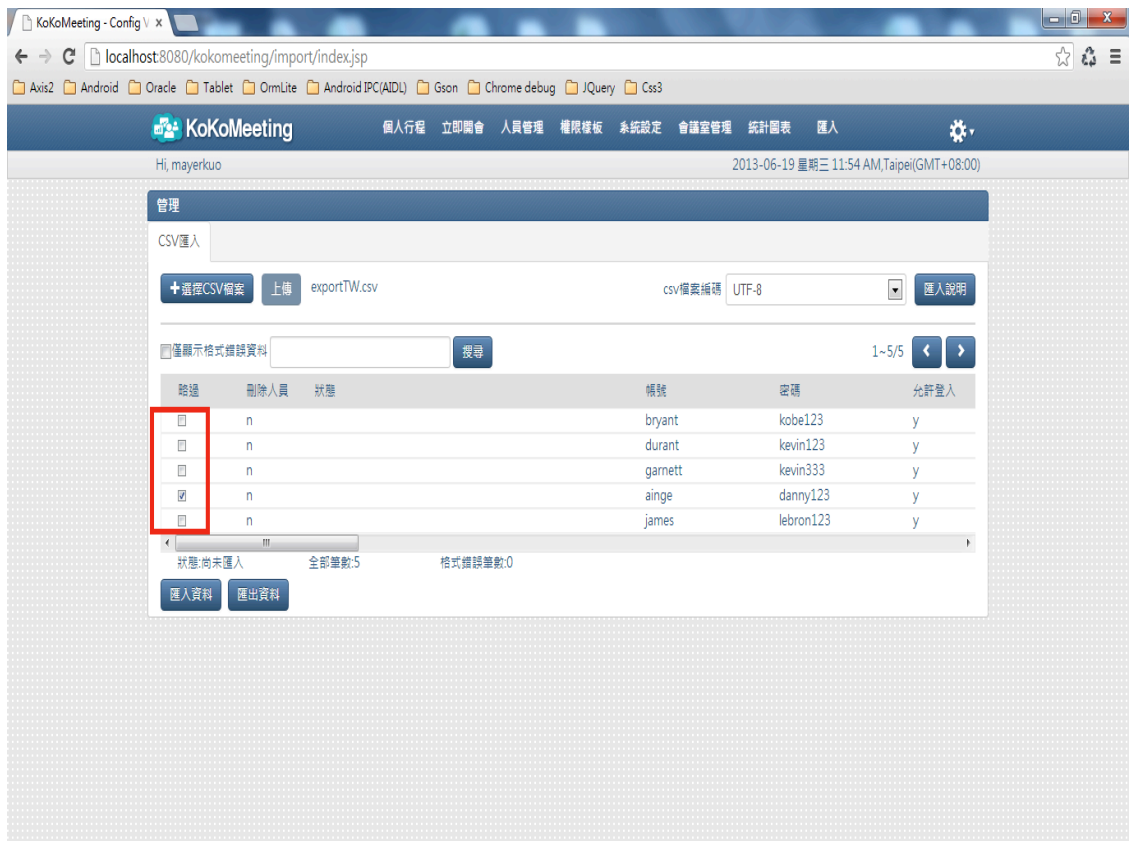 KoKoMeeting - Config V
localhost:8080/kokomeeting/import/index.jsp
Axis2 Android Oracle Tablet OrmLite Android IPC(AIDL) Gson Chrome debug JQuery Css3
KoKoMeeting 個人行程 立即開會 人員管理 權限樣板 系統設定 會議室管理 統計圖表 匯入
Hi, mayerkuo 2013-06-19 星期三 11:54 AM,Taipei(GMT+08:00)
管理
CSV匯入
+選擇CSV檔案 上傳 exportTW.csv csv檔案編碼 UTF-8 匯入說明
僅顯示格式錯誤資料 搜尋 1~5/5
略過 刪除人員 狀態 帳號 密碼 允許登入
n bryant kobe123 y
n durant kevin123 y
n garnett kevin333 y
n ainge danny123 y
n james lebron123 y
狀態:尚未匯入 全部筆數:5 格式錯誤筆數:0
匯入資料 匯出資料